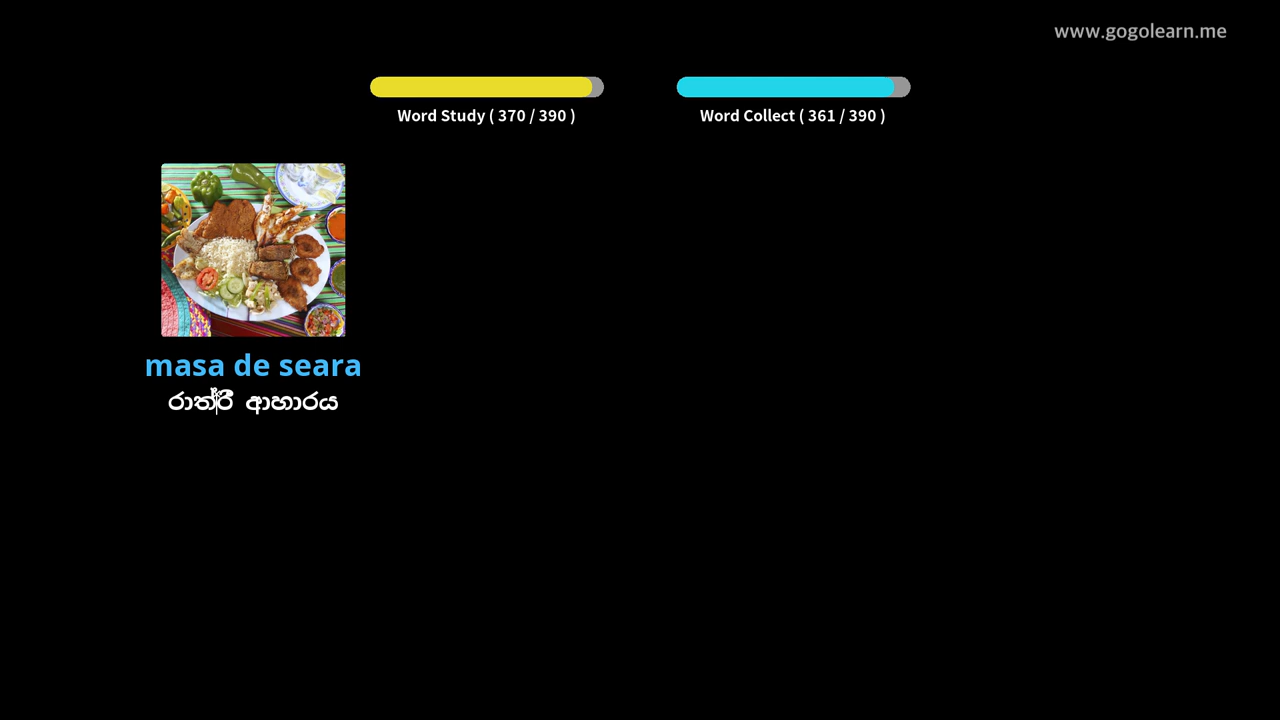 www.gogolearn.me
Word Study ( 370 / 390 )
Word Collect ( 361 / 390 )
masa de seara
රාත්‍රී ආහාරය